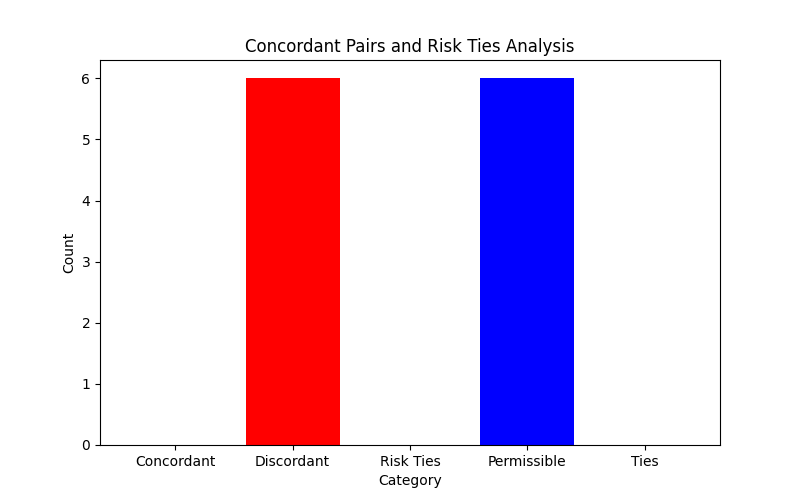 Concordant Pairs and Risk Ties Analysis
6
5
4
3
2
1
0
Count
Concordant Discordant Risk Ties Permissible Ties
Category